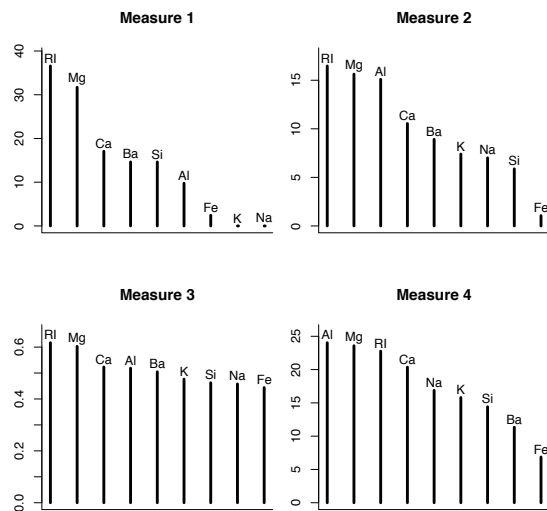 Measure 1
40
30
20
10
0
RI
Mg
Ca
Ba
Si
Al
Fe
K
Na
Measure 2
15
10
5
0
RI
Mg
Al
Ca
Ba
K
Na
Si
Fe
Measure 3
0.6
0.4
0.2
0.0
RI
Mg
Ca
Al
Ba
K
Si
Na
Fe
Measure 4
25
20
15
10
5
0
Al
Mg
RI
Ca
Na
K
Si
Ba
Fe